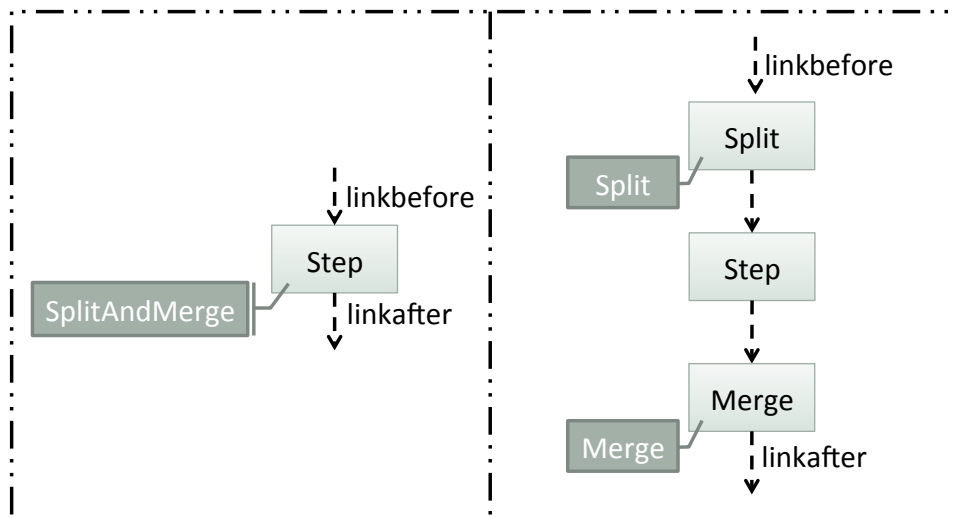 linkbefore
Step
SplitAndMerge
linkafter
linkbefore
Split
Split
Step
Merge
Merge
linkafter